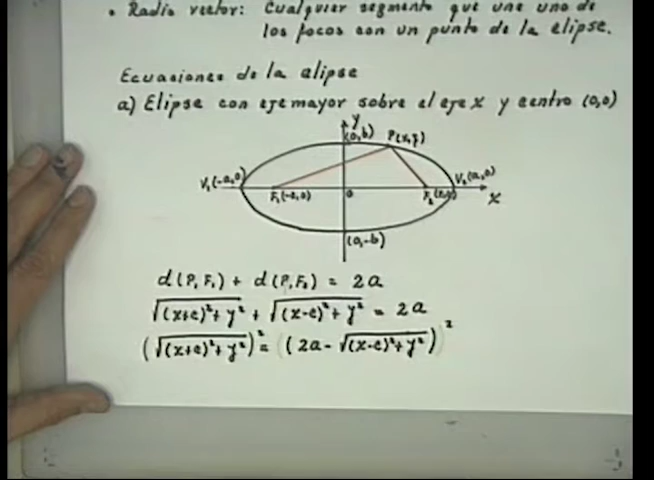 • Radio vector: Cualquier segmento que une uno de
los focos con un punto de la elipse.
Ecuaciones de la elipse
a) Elipse con eje mayor sobre el eje x y centro (0,0)
y
(0,b)
P(x,y)
V₁(-a,0)
V₂(a,0)
F₁(-c,0)
0
F₂(c,0)
x
(0,-b)
d(P,F₁) + d(P,F₂) = 2a
√(x+c)²+y² + √(x-c)²+y² = 2a
(√(x+c)²+y²)² = (2a-√(x-c)²+y²)²